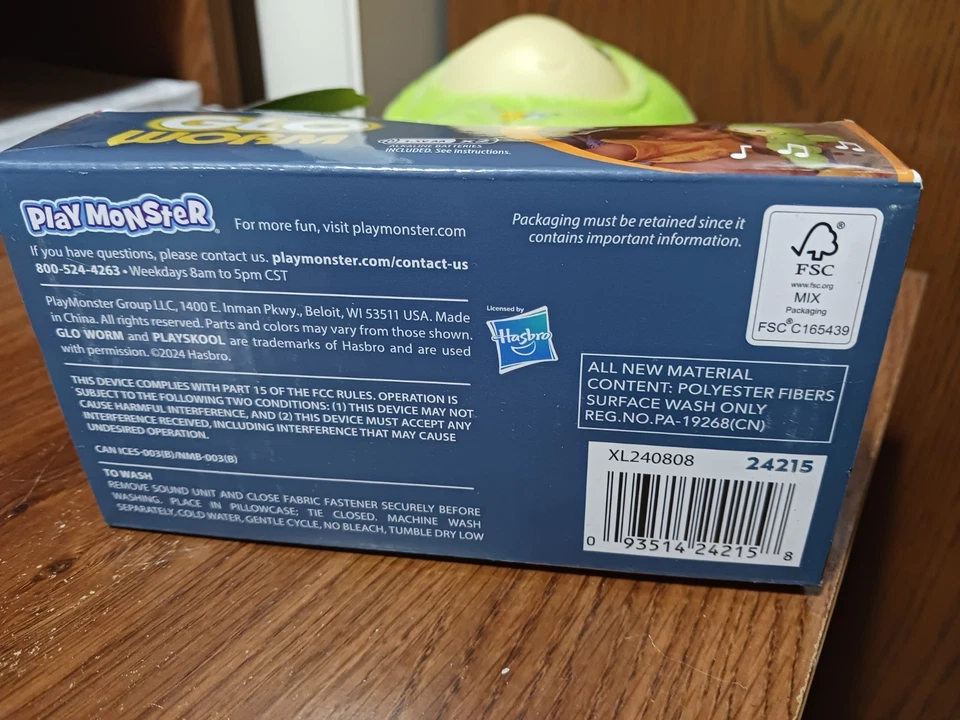 GLO
WORM
ALKALINE BATTERIES
INCLUDED. See instructions.
PLAYMONSTER®
For more fun, visit playmonster.com
If you have questions, please contact us. playmonster.com/contact-us
800-524-4263 • Weekdays 8am to 5pm CST
PlayMonster Group LLC, 1400 E. Inman Pkwy., Beloit, WI 53511 USA. Made
in China. All rights reserved. Parts and colors may vary from those shown.
GLO WORM and PLAYSKOOL are trademarks of Hasbro and are used
with permission. ©2024 Hasbro.
THIS DEVICE COMPLIES WITH PART 15 OF THE FCC RULES. OPERATION IS
SUBJECT TO THE FOLLOWING TWO CONDITIONS: (1) THIS DEVICE MAY NOT
CAUSE HARMFUL INTERFERENCE, AND (2) THIS DEVICE MUST ACCEPT ANY
INTERFERENCE RECEIVED, INCLUDING INTERFERENCE THAT MAY CAUSE
UNDESIRED OPERATION.
CAN ICES-003(B)/NMB-003(B)
TO WASH
REMOVE SOUND UNIT AND CLOSE FABRIC FASTENER SECURELY BEFORE
WASHING. PLACE IN PILLOWCASE; TIE CLOSED. MACHINE WASH
SEPARATELY, COLD WATER, GENTLE CYCLE, NO BLEACH, TUMBLE DRY LOW
Packaging must be retained since it
contains important information.
Licensed by
Hasbro
®
FSC
www.fsc.org
MIX
Packaging
FSC® C165439
ALL NEW MATERIAL
CONTENT: POLYESTER FIBERS
SURFACE WASH ONLY
REG.NO.PA-19268(CN)
XL240808 24215
0 93514 24215 8